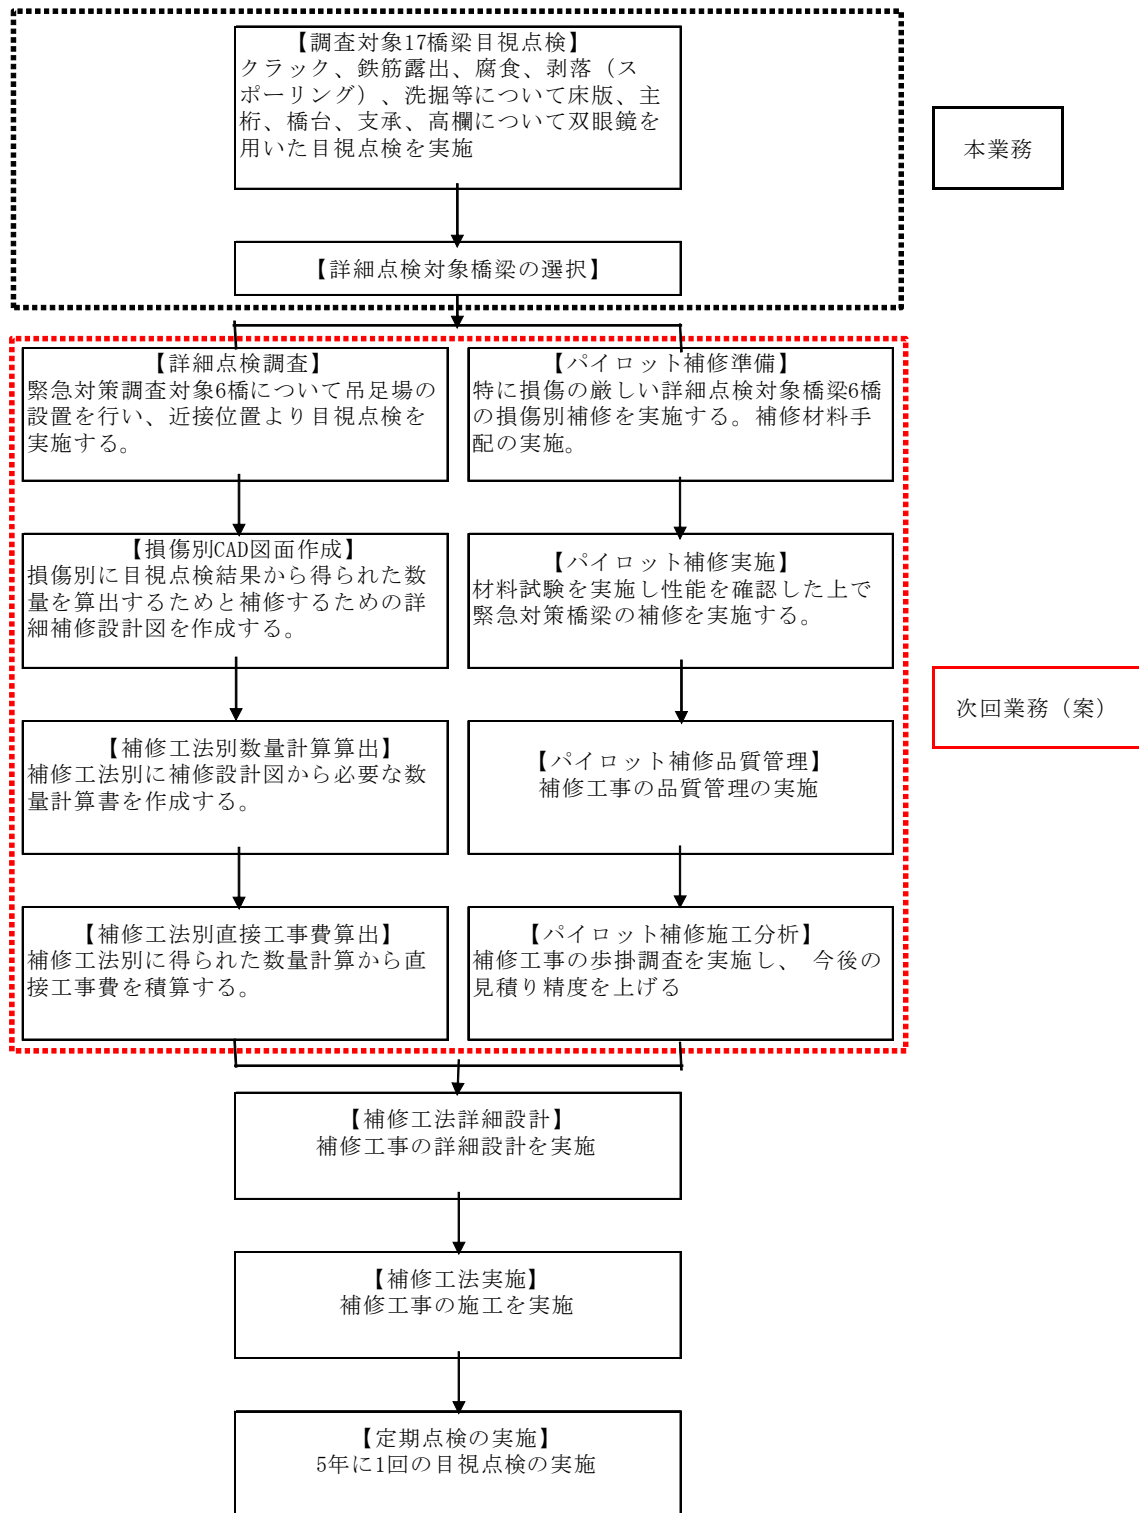 【調査対象17橋梁目視点検】
クラック、鉄筋露出、腐食、剥落（ス
ポーリング）、洗掘等について床版、主
桁、橋台、支承、高欄について双眼鏡を
用いた目視点検を実施
本業務
【詳細点検対象橋梁の選択】
【詳細点検調査】
緊急対策調査対象6橋について吊足場の
設置を行い、近接位置より目視点検を
実施する。
【パイロット補修準備】
特に損傷の厳しい詳細点検対象橋梁6橋
の損傷別補修を実施する。補修材料手
配の実施。
【損傷別CAD図面作成】
損傷別に目視点検結果から得られた数
量を算出するためと補修するための詳
細補修設計図を作成する。
【パイロット補修実施】
材料試験を実施し性能を確認した上で
緊急対策橋梁の補修を実施する。
次回業務（案）
【補修工法別数量計算算出】
補修工法別に補修設計図から必要な数
量計算書を作成する。
【パイロット補修品質管理】
補修工事の品質管理の実施
【補修工法別直接工事費算出】
補修工法別に得られた数量計算から直
接工事費を積算する。
【パイロット補修施工分析】
補修工事の歩掛調査を実施し、 今後の
見積り精度を上げる
【補修工法詳細設計】
補修工事の詳細設計を実施
【補修工法実施】
補修工事の施工を実施
【定期点検の実施】
5年に1回の目視点検の実施